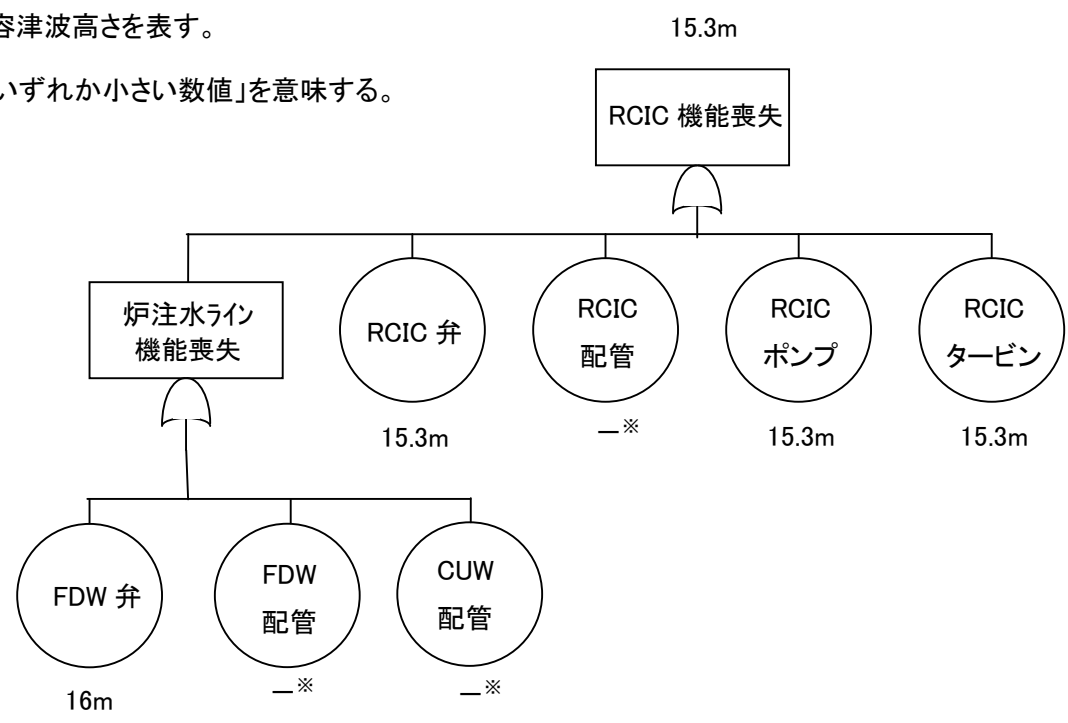 容津波高さを表す。
いずれか小さい数値」を意味する。
15.3m
RCIC 機能喪失
炉注水ライン
機能喪失
RCIC 弁
RCIC
配管
RCIC
ポンプ
RCIC
タービン
15.3m
―※
15.3m
15.3m
FDW 弁
FDW
配管
CUW
配管
16m
―※
―※